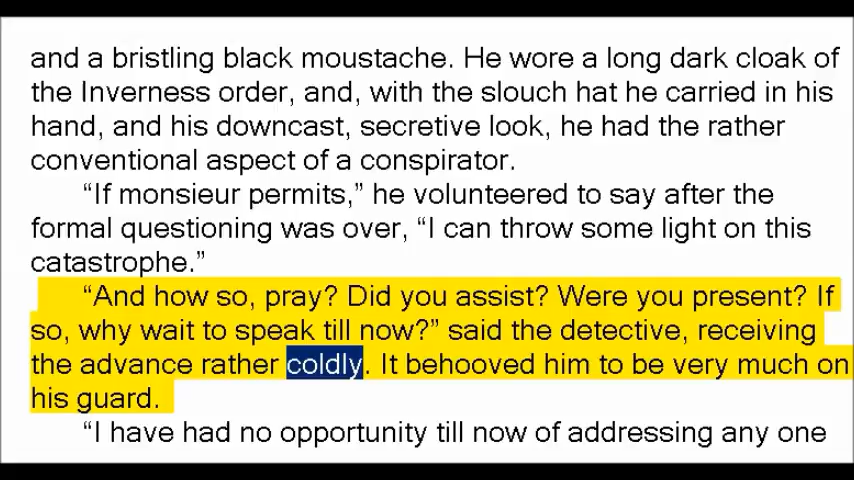 and a bristling black moustache. He wore a long dark cloak of
the Inverness order, and, with the slouch hat he carried in his
hand, and his downcast, secretive look, he had the rather
conventional aspect of a conspirator.
“If monsieur permits,” he volunteered to say after the
formal questioning was over, “I can throw some light on this
catastrophe.”
“And how so, pray? Did you assist? Were you present? If
so, why wait to speak till now?” said the detective, receiving
the advance rather coldly. It behooved him to be very much on
his guard.
“I have had no opportunity till now of addressing any one